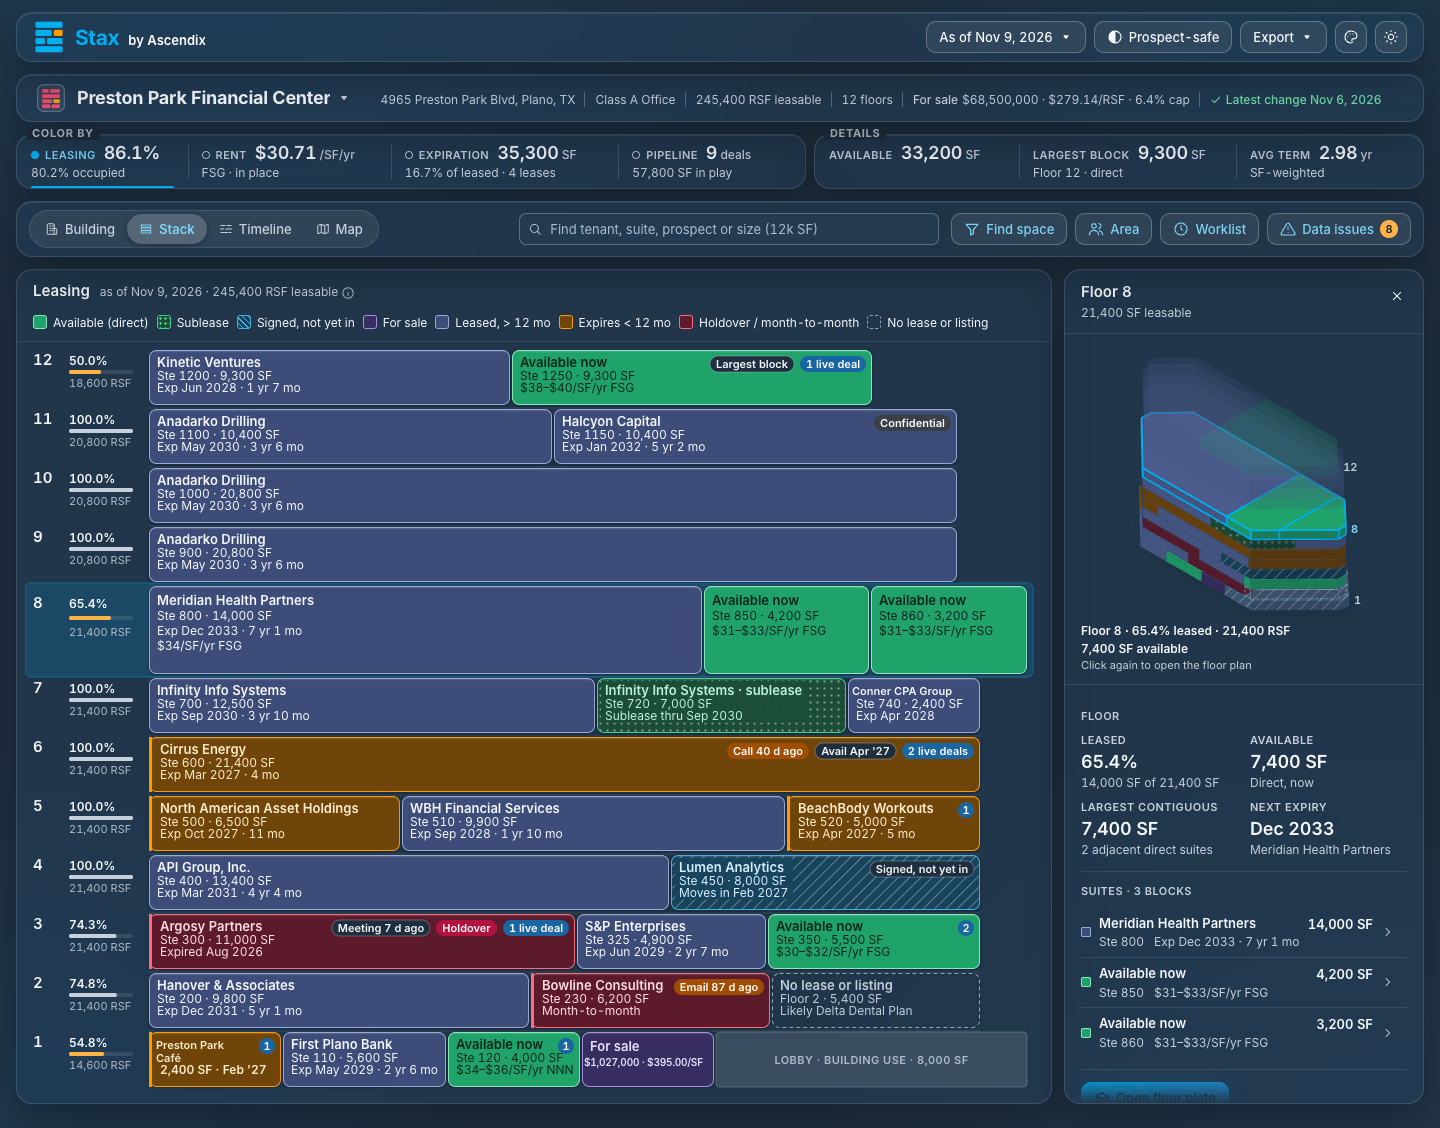 Stax by Ascendix
As of Nov 9, 2026
Prospect-safe
Export
Preston Park Financial Center
4965 Preston Park Blvd, Plano, TX
Class A Office
245,400 RSF leasable
12 floors
For sale $68,500,000 · $279.14/RSF · 6.4% cap
✓ Latest change Nov 6, 2026
COLOR BY
LEASING 86.1%
80.2% occupied
RENT $30.71 /SF/yr
FSG · in place
EXPIRATION 35,300 SF
16.7% of leased · 4 leases
PIPELINE 9 deals
57,800 SF in play
DETAILS
AVAILABLE 33,200 SF
LARGEST BLOCK 9,300 SF
Floor 12 · direct
AVG TERM 2.98 yr
SF-weighted
Building
Stack
Timeline
Map
Find tenant, suite, prospect or size (12k SF)
Find space
Area
Worklist
Data issues 8
Leasing as of Nov 9, 2026 · 245,400 RSF leasable
Available (direct)
Sublease
Signed, not yet in
For sale
Leased, > 12 mo
Expires < 12 mo
Holdover / month-to-month
No lease or listing
12 50.0%
18,600 RSF
Kinetic Ventures
Ste 1200 · 9,300 SF
Exp Jun 2028 · 1 yr 7 mo
Available now
Ste 1250 · 9,300 SF
$38–$40/SF/yr FSG
Largest block
1 live deal
11 100.0%
20,800 RSF
Anadarko Drilling
Ste 1100 · 10,400 SF
Exp May 2030 · 3 yr 6 mo
Halcyon Capital
Ste 1150 · 10,400 SF
Exp Jan 2032 · 5 yr 2 mo
Confidential
10 100.0%
20,800 RSF
Anadarko Drilling
Ste 1000 · 20,800 SF
Exp May 2030 · 3 yr 6 mo
9 100.0%
20,800 RSF
Anadarko Drilling
Ste 900 · 20,800 SF
Exp May 2030 · 3 yr 6 mo
8 65.4%
21,400 RSF
Meridian Health Partners
Ste 800 · 14,000 SF
Exp Dec 2033 · 7 yr 1 mo
$34/SF/yr FSG
Available now
Ste 850 · 4,200 SF
$31–$33/SF/yr FSG
Available now
Ste 860 · 3,200 SF
$31–$33/SF/yr FSG
7 100.0%
21,400 RSF
Infinity Info Systems
Ste 700 · 12,500 SF
Exp Sep 2030 · 3 yr 10 mo
Infinity Info Systems · sublease
Ste 720 · 7,000 SF
Sublease thru Sep 2030
Conner CPA Group
Ste 740 · 2,400 SF
Exp Apr 2028
6 100.0%
21,400 RSF
Cirrus Energy
Ste 600 · 21,400 SF
Exp Mar 2027 · 4 mo
Call 40 d ago
Avail Apr '27
2 live deals
5 100.0%
21,400 RSF
North American Asset Holdings
Ste 500 · 6,500 SF
Exp Oct 2027 · 11 mo
WBH Financial Services
Ste 510 · 9,900 SF
Exp Sep 2028 · 1 yr 10 mo
BeachBody Workouts 1
Ste 520 · 5,000 SF
Exp Apr 2027 · 5 mo
4 100.0%
21,400 RSF
API Group, Inc.
Ste 400 · 13,400 SF
Exp Mar 2031 · 4 yr 4 mo
Lumen Analytics
Ste 450 · 8,000 SF
Moves in Feb 2027
Signed, not yet in
3 74.3%
21,400 RSF
Argosy Partners
Ste 300 · 11,000 SF
Expired Aug 2026
Meeting 7 d ago
Holdover
1 live deal
S&P Enterprises
Ste 325 · 4,900 SF
Exp Jun 2029 · 2 yr 7 mo
Available now 2
Ste 350 · 5,500 SF
$30–$32/SF/yr FSG
2 74.8%
21,400 RSF
Hanover & Associates
Ste 200 · 9,800 SF
Exp Dec 2031 · 5 yr 1 mo
Bowline Consulting
Ste 230 · 6,200 SF
Month-to-month
Email 87 d ago
No lease or listing
Floor 2 · 5,400 SF
Likely Delta Dental Plan
1 54.8%
14,600 RSF
Preston Park
Café
2,400 SF · Feb '27
1
First Plano Bank
Ste 110 · 5,600 SF
Exp May 2029 · 2 yr 6 mo
Available now 1
Ste 120 · 4,000 SF
$34–$36/SF/yr NNN
For sale
$1,027,000 · $395.00/SF
LOBBY · BUILDING USE · 8,000 SF
Floor 8
21,400 SF leasable
12
8
1
Floor 8 · 65.4% leased · 21,400 RSF
7,400 SF available
Click again to open the floor plan
FLOOR
LEASED
65.4%
14,000 SF of 21,400 SF
AVAILABLE
7,400 SF
Direct, now
LARGEST CONTIGUOUS
7,400 SF
2 adjacent direct suites
NEXT EXPIRY
Dec 2033
Meridian Health Partners
SUITES · 3 BLOCKS
Meridian Health Partners 14,000 SF
Ste 800 Exp Dec 2033 · 7 yr 1 mo
Available now 4,200 SF
Ste 850 $31–$33/SF/yr FSG
Available now 3,200 SF
Ste 860 $31–$33/SF/yr FSG
Open floor plate